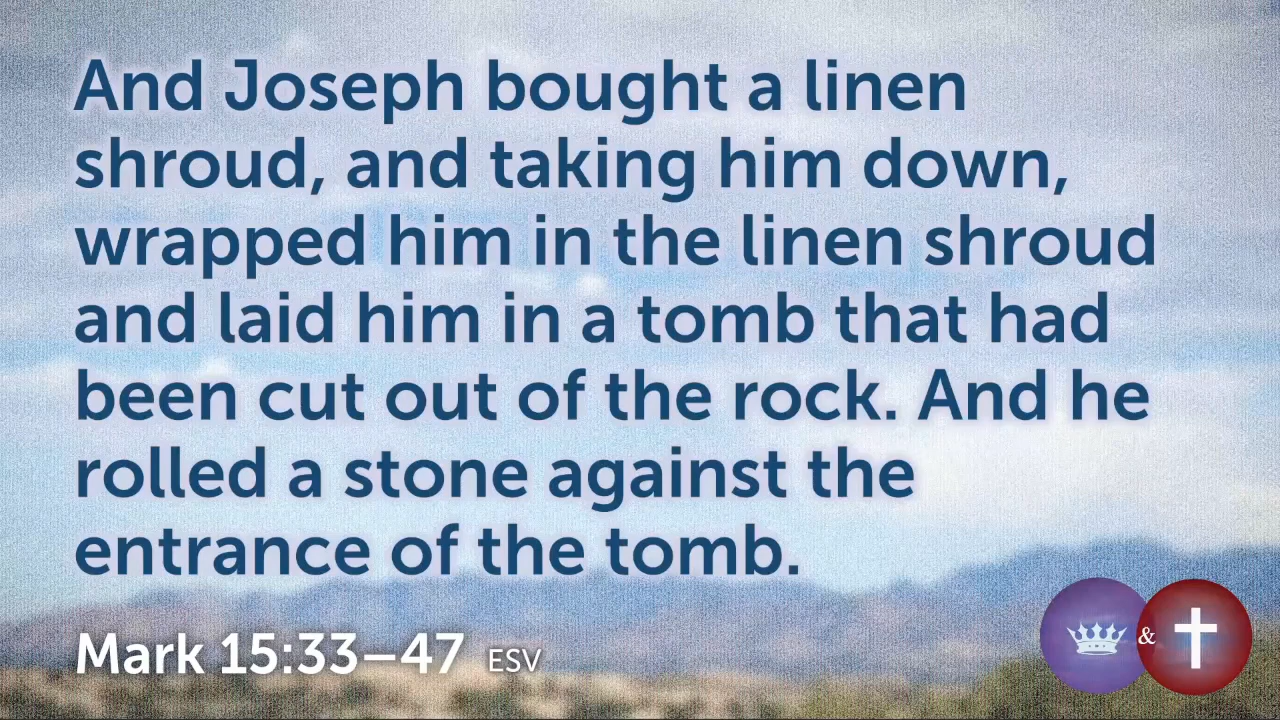 And Joseph bought a linen
shroud, and taking him down,
wrapped him in the linen shroud
and laid him in a tomb that had
been cut out of the rock. And he
rolled a stone against the
entrance of the tomb.
Mark 15:33–47 ESV
&